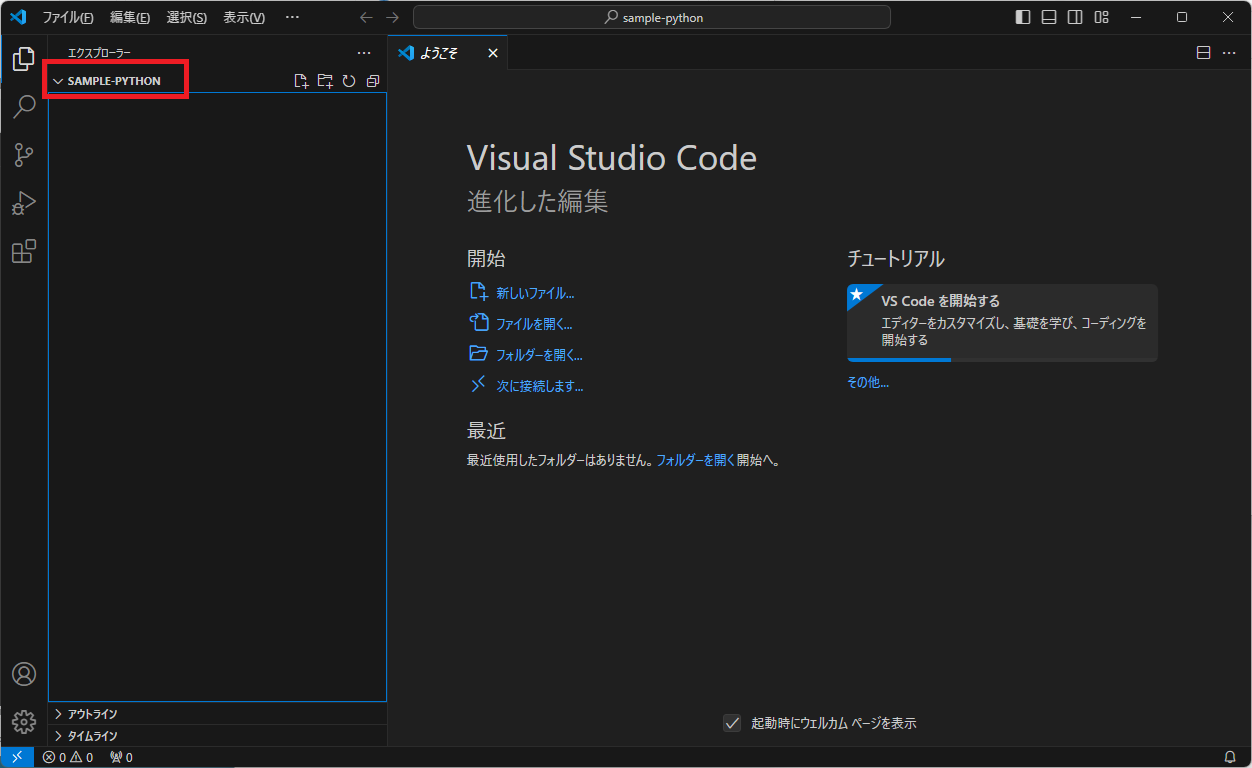 ファイル(F) 編集(E) 選択(S) 表示(V) … sample-python
エクスプローラー …
ようこそ
SAMPLE-PYTHON
Visual Studio Code
進化した編集
開始
新しいファイル...
ファイルを開く...
フォルダーを開く...
次に接続します...
最近
最近使用したフォルダーはありません。フォルダーを開く開始へ。
チュートリアル
VS Code を開始する
エディターをカスタマイズし、基礎を学び、コーディングを
開始する
その他...
起動時にウェルカム ページを表示
アウトライン
タイムライン
0 0 0